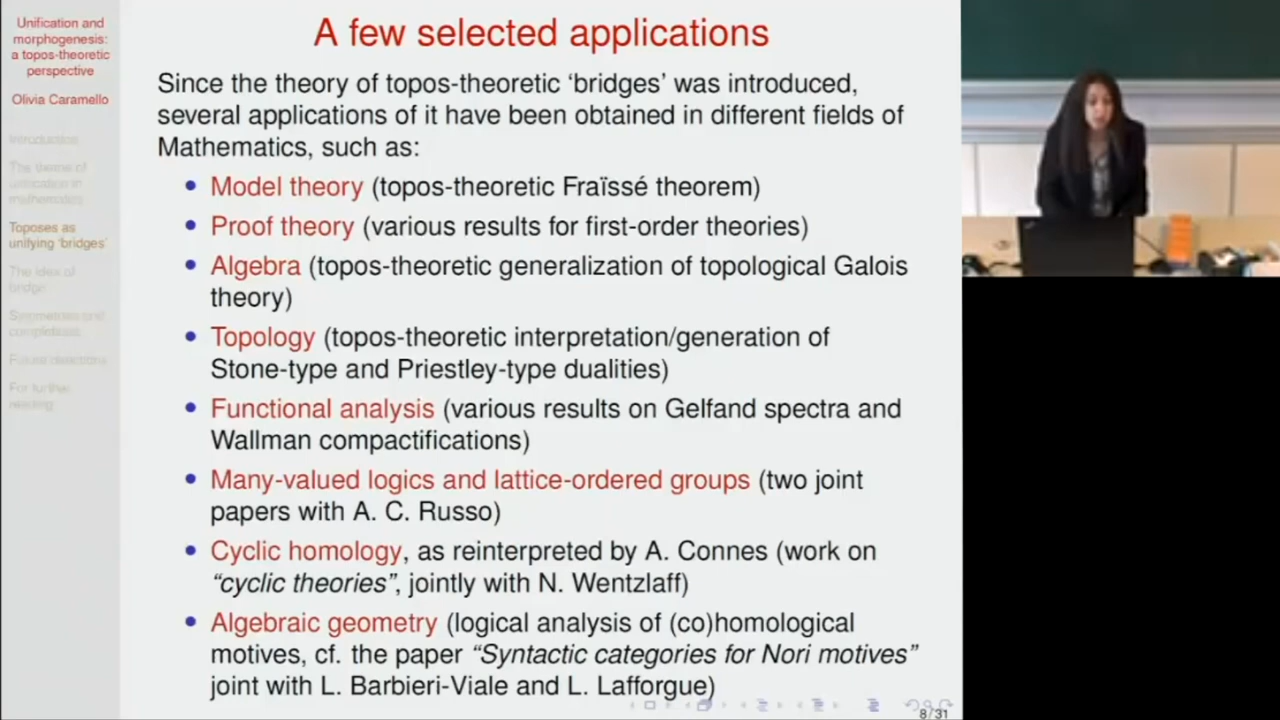 Unification and
morphogenesis:
a topos-theoretic
perspective
Olivia Caramello
Introduction
The theme of
unification in
mathematics
Toposes as
unifying ‘bridges’
The idea of
bridge
Symmetries and
completions
Future directions
For further
reading
A few selected applications
Since the theory of topos-theoretic ‘bridges’ was introduced,
several applications of it have been obtained in different fields of
Mathematics, such as:
• Model theory (topos-theoretic Fraïssé theorem)
• Proof theory (various results for first-order theories)
• Algebra (topos-theoretic generalization of topological Galois
theory)
• Topology (topos-theoretic interpretation/generation of
Stone-type and Priestley-type dualities)
• Functional analysis (various results on Gelfand spectra and
Wallman compactifications)
• Many-valued logics and lattice-ordered groups (two joint
papers with A. C. Russo)
• Cyclic homology, as reinterpreted by A. Connes (work on
“cyclic theories”, jointly with N. Wentzlaff)
• Algebraic geometry (logical analysis of (co)homological
motives, cf. the paper “Syntactic categories for Nori motives”
joint with L. Barbieri-Viale and L. Lafforgue)
8/31